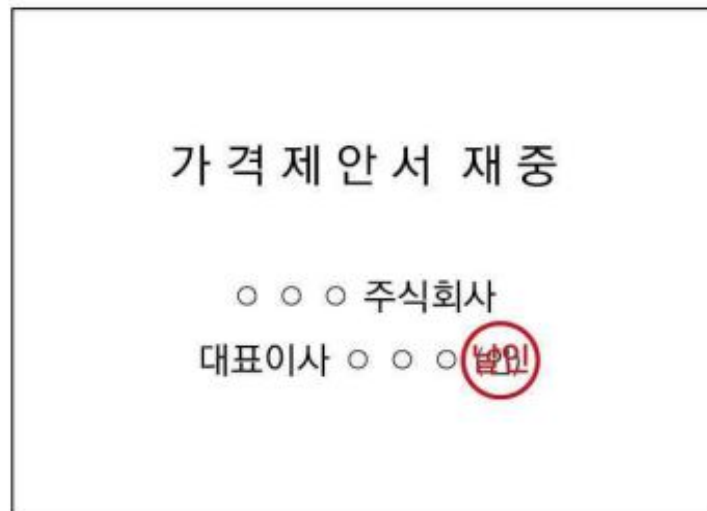 가 격 제 안 서 재 중
○ ○ ○ 주식회사
대표이사 ○ ○ ○ 날인